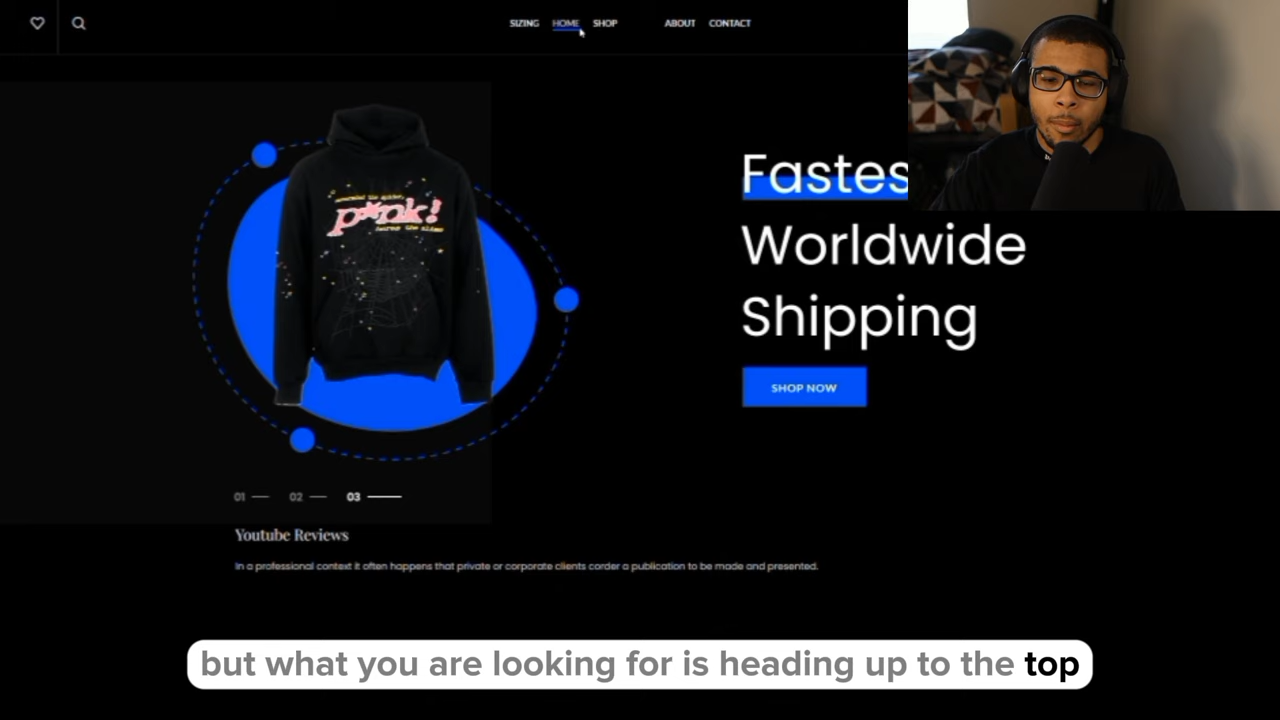 SIZING HOME SHOP ABOUT CONTACT
p*nk!
Fastes
Worldwide
Shipping
SHOP NOW
01 02 03
Youtube Reviews
In a professional context it often happens that private or corporate clients corder a publication to be made and presented.
but what you are looking for is heading up to the top